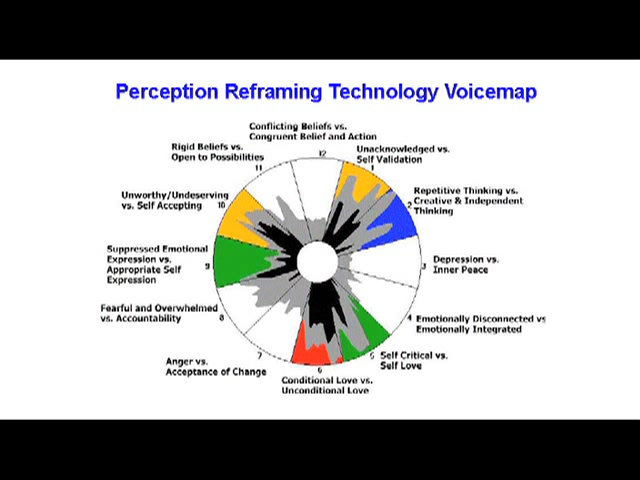 Perception Reframing Technology Voicemap
Conflicting Beliefs vs.
Congruent Belief and Action
12
Unacknowledged vs.
Self Validation
1
Repetitive Thinking vs.
Creative & Independent
Thinking
2
Depression vs.
Inner Peace
3
Emotionally Disconnected vs
Emotionally Integrated
4
Self Critical vs.
Self Love
5
Conditional Love vs.
Unconditional Love
6
Anger vs.
Acceptance of Change
7
Fearful and Overwhelmed
vs. Accountability
8
Suppressed Emotional
Expression vs.
Appropriate Self
Expression
9
Unworthy/Undeserving
vs. Self Accepting
10
Rigid Beliefs vs.
Open to Possibilities
11